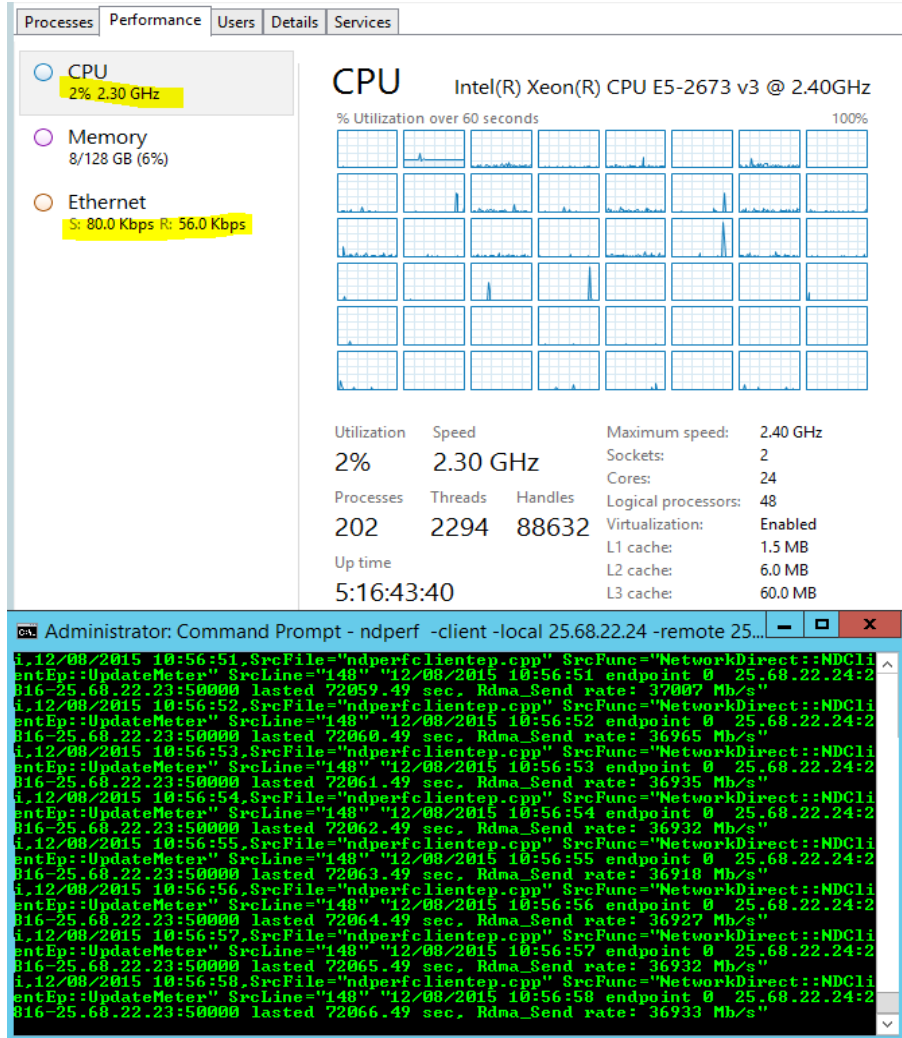 Processes Performance Users Details Services
CPU
2% 2.30 GHz
Memory
8/128 GB (6%)
Ethernet
S: 80.0 Kbps R: 56.0 Kbps
CPU Intel(R) Xeon(R) CPU E5-2673 v3 @ 2.40GHz
% Utilization over 60 seconds 100%
Utilization Speed
2% 2.30 GHz
Processes Threads Handles
202 2294 88632
Up time
5:16:43:40
Maximum speed: 2.40 GHz
Sockets: 2
Cores: 24
Logical processors: 48
Virtualization: Enabled
L1 cache: 1.5 MB
L2 cache: 6.0 MB
L3 cache: 60.0 MB
Administrator: Command Prompt - ndperf -client -local 25.68.22.24 -remote 25...
i,12/08/2015 10:56:51,SrcFile="ndperfclientep.cpp" SrcFunc="NetworkDirect::NDCli
entEp::UpdateMeter" SrcLine="148" "12/08/2015 10:56:51 endpoint 0  25.68.22.24:2
816-25.68.22.23:50000 lasted 72059.49 sec, Rdma_Send rate: 37007 Mb/s"
i,12/08/2015 10:56:52,SrcFile="ndperfclientep.cpp" SrcFunc="NetworkDirect::NDCli
entEp::UpdateMeter" SrcLine="148" "12/08/2015 10:56:52 endpoint 0  25.68.22.24:2
816-25.68.22.23:50000 lasted 72060.49 sec, Rdma_Send rate: 36965 Mb/s"
i,12/08/2015 10:56:53,SrcFile="ndperfclientep.cpp" SrcFunc="NetworkDirect::NDCli
entEp::UpdateMeter" SrcLine="148" "12/08/2015 10:56:53 endpoint 0  25.68.22.24:2
816-25.68.22.23:50000 lasted 72061.49 sec, Rdma_Send rate: 36935 Mb/s"
i,12/08/2015 10:56:54,SrcFile="ndperfclientep.cpp" SrcFunc="NetworkDirect::NDCli
entEp::UpdateMeter" SrcLine="148" "12/08/2015 10:56:54 endpoint 0  25.68.22.24:2
816-25.68.22.23:50000 lasted 72062.49 sec, Rdma_Send rate: 36932 Mb/s"
i,12/08/2015 10:56:55,SrcFile="ndperfclientep.cpp" SrcFunc="NetworkDirect::NDCli
entEp::UpdateMeter" SrcLine="148" "12/08/2015 10:56:55 endpoint 0  25.68.22.24:2
816-25.68.22.23:50000 lasted 72063.49 sec, Rdma_Send rate: 36918 Mb/s"
i,12/08/2015 10:56:56,SrcFile="ndperfclientep.cpp" SrcFunc="NetworkDirect::NDCli
entEp::UpdateMeter" SrcLine="148" "12/08/2015 10:56:56 endpoint 0  25.68.22.24:2
816-25.68.22.23:50000 lasted 72064.49 sec, Rdma_Send rate: 36927 Mb/s"
i,12/08/2015 10:56:57,SrcFile="ndperfclientep.cpp" SrcFunc="NetworkDirect::NDCli
entEp::UpdateMeter" SrcLine="148" "12/08/2015 10:56:57 endpoint 0  25.68.22.24:2
816-25.68.22.23:50000 lasted 72065.49 sec, Rdma_Send rate: 36932 Mb/s"
i,12/08/2015 10:56:58,SrcFile="ndperfclientep.cpp" SrcFunc="NetworkDirect::NDCli
entEp::UpdateMeter" SrcLine="148" "12/08/2015 10:56:58 endpoint 0  25.68.22.24:2
816-25.68.22.23:50000 lasted 72066.49 sec, Rdma_Send rate: 36933 Mb/s"